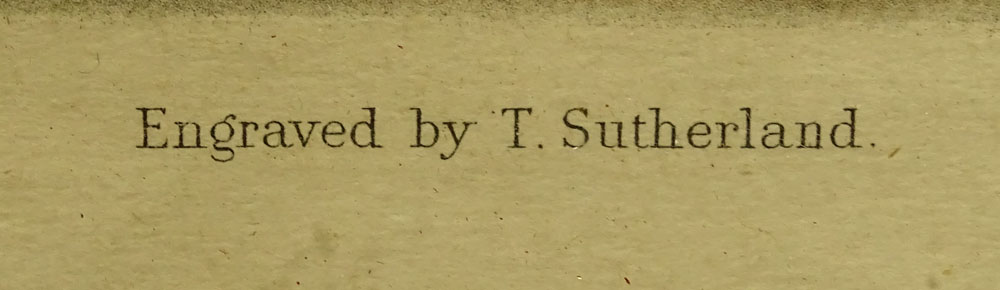 Engraved by T. Sutherland.